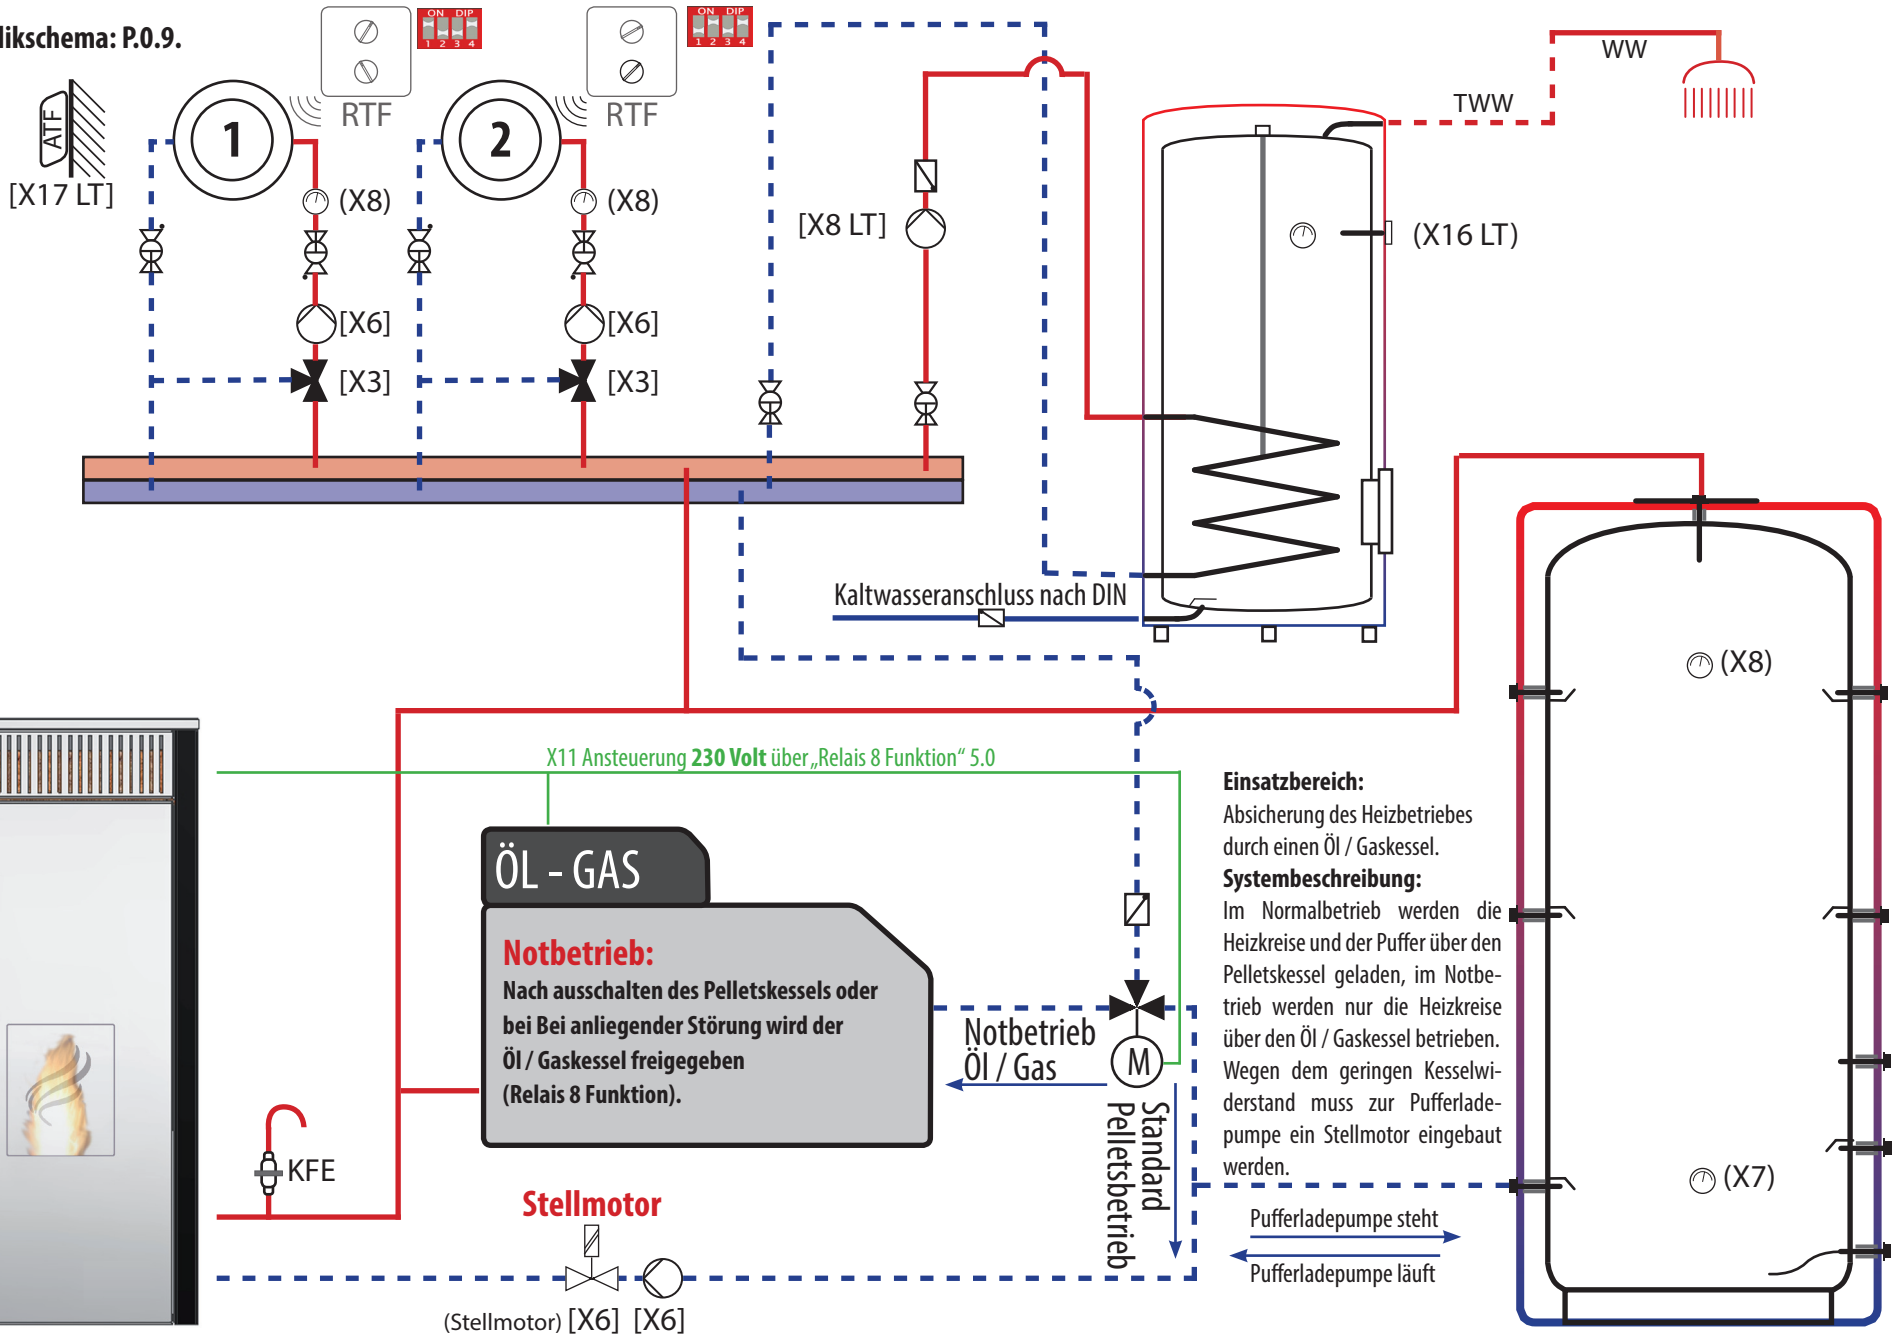 likschema: P.0.9.
ON DIP
1 2 3 4
ON DIP
1 2 3 4
RTF
RTF
ATF
[X17 LT]
1
2
(X8)
(X8)
[X6]
[X6]
[X3]
[X3]
[X8 LT]
(X16 LT)
TWW
WW
Kaltwasseranschluss nach DIN
(X8)
(X7)
X11 Ansteuerung 230 Volt über „Relais 8 Funktion“ 5.0
ÖL - GAS
Notbetrieb:
Nach ausschalten des Pelletskessels oder
bei Bei anliegender Störung wird der
Öl / Gaskessel freigegeben
(Relais 8 Funktion).
Notbetrieb
Öl / Gas
M
Standard
Pelletsbetrieb
Einsatzbereich:
Absicherung des Heizbetriebes
durch einen Öl / Gaskessel.
Systembeschreibung:
Im Normalbetrieb werden die
Heizkreise und der Puffer über den
Pelletskessel geladen, im Notbe-
trieb werden nur die Heizkreise
über den Öl / Gaskessel betrieben.
Wegen dem geringen Kesselwi-
derstand muss zur Pufferlade-
pumpe ein Stellmotor eingebaut
werden.
Pufferladepumpe steht
Pufferladepumpe läuft
KFE
Stellmotor
(Stellmotor) [X6] [X6]